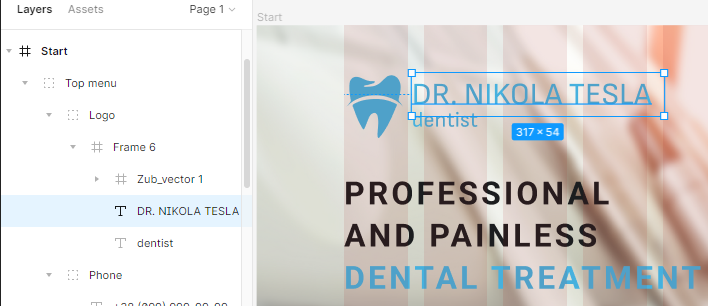 Layers Assets Page 1
Start
Top menu
Logo
Frame 6
Zub_vector 1
DR. NIKOLA TESLA
dentist
Phone
Start
DR. NIKOLA TESLA
dentist
317 × 54
PROFESSIONAL
AND PAINLESS
DENTAL TREATMENT